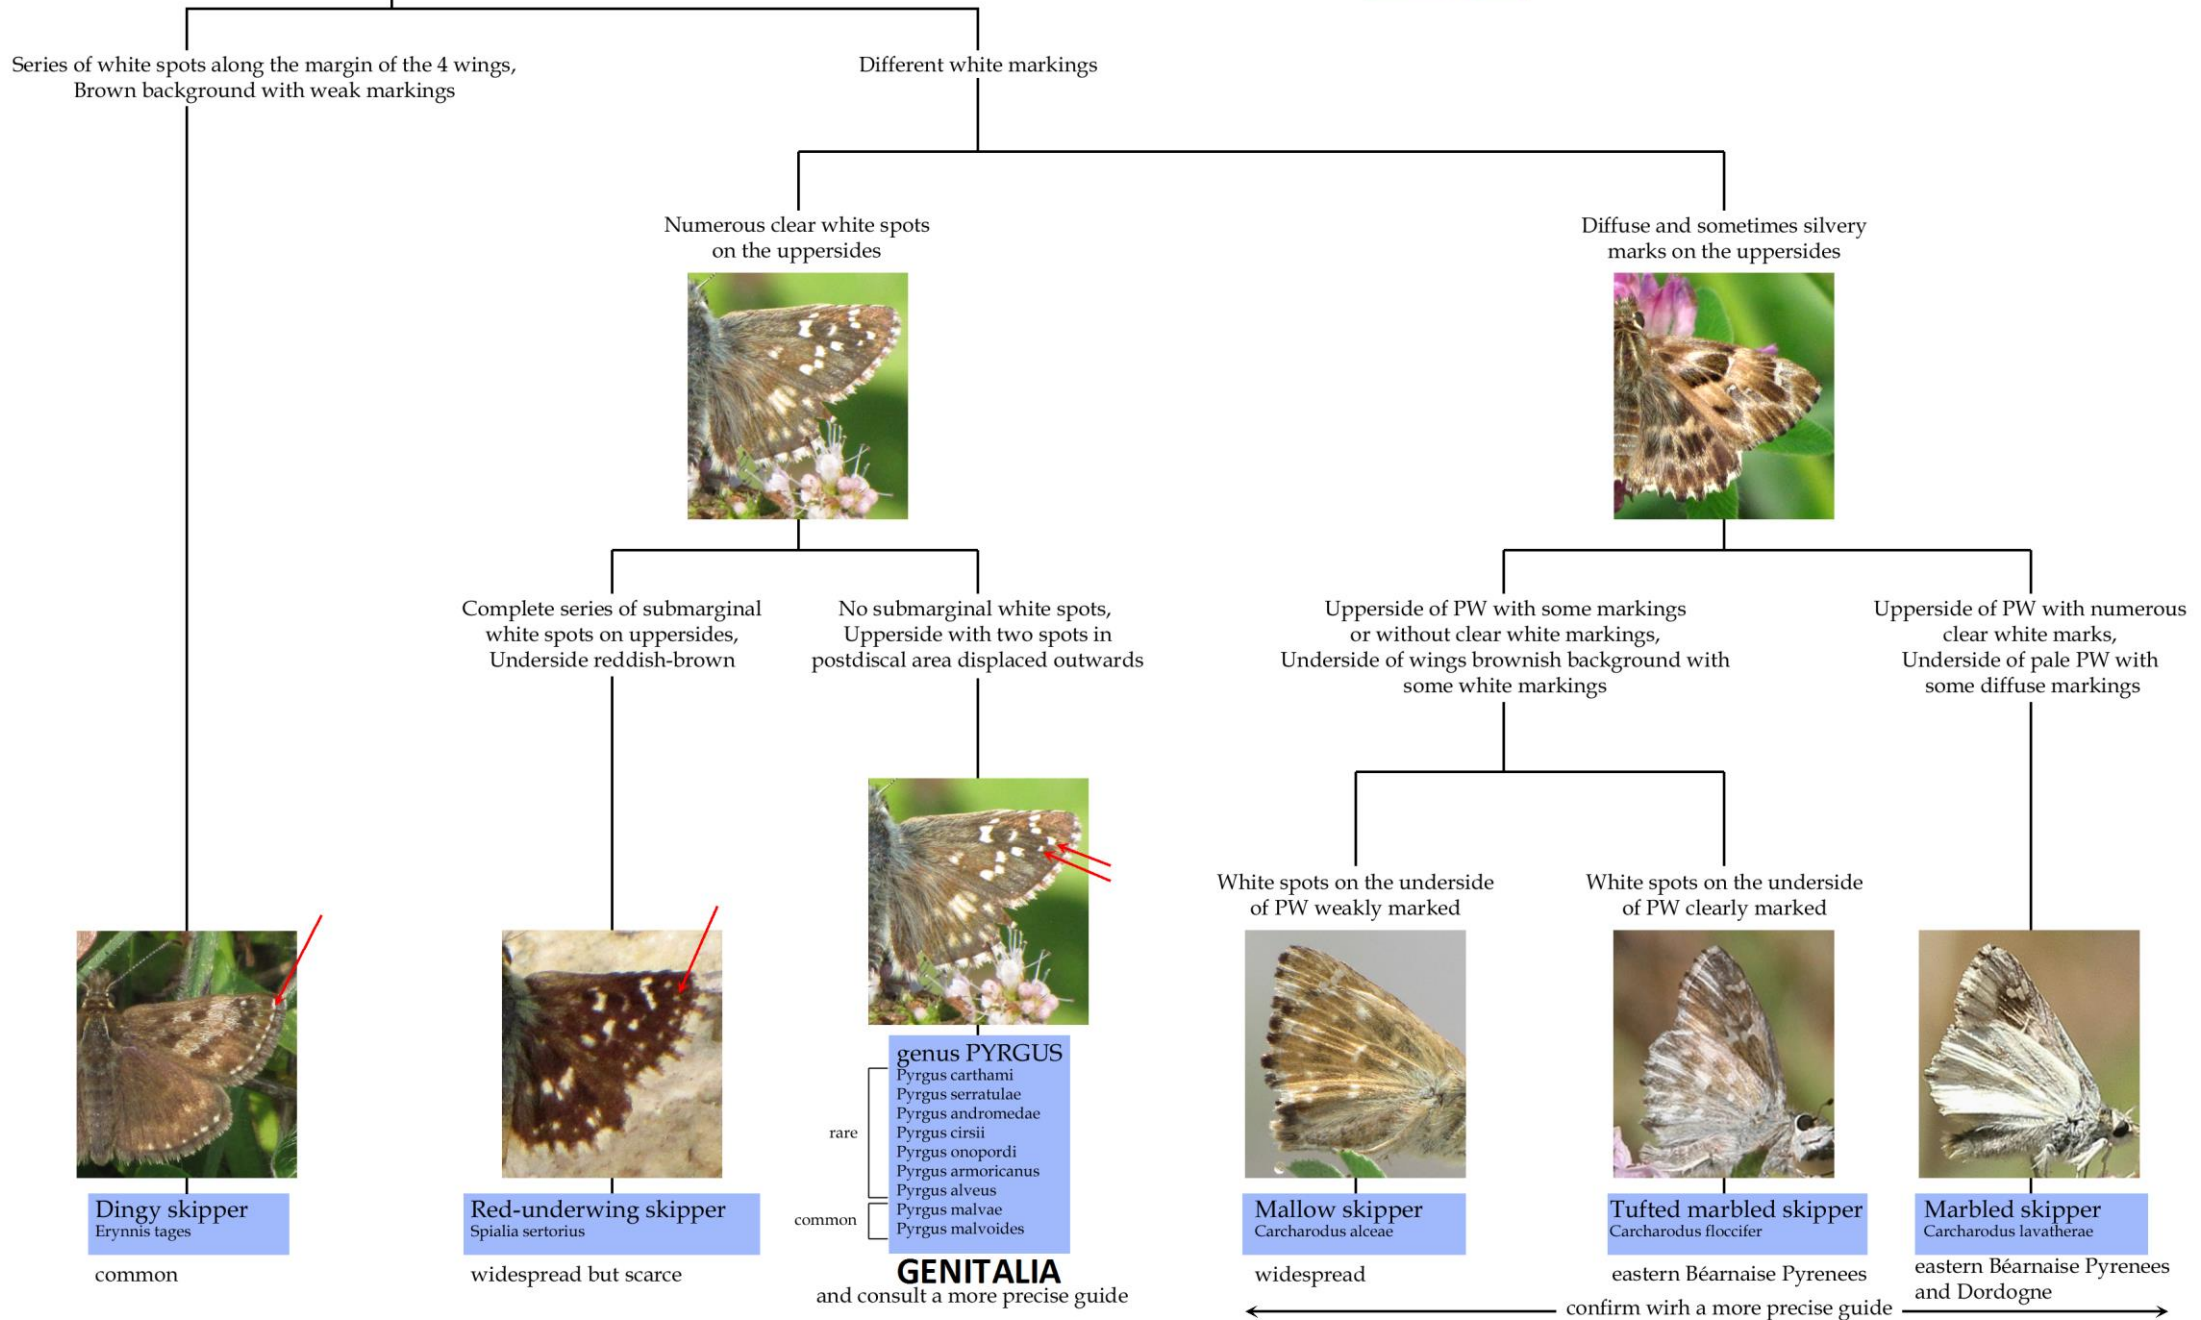 Series of white spots along the margin of the 4 wings,
Brown background with weak markings
Different white markings
Numerous clear white spots
on the uppersides
Diffuse and sometimes silvery
marks on the uppersides
Complete series of submarginal
white spots on uppersides,
Underside reddish-brown
No submarginal white spots,
Upperside with two spots in
postdiscal area displaced outwards
Upperside of PW with some markings
or without clear white markings,
Underside of wings brownish background with
some white markings
Upperside of PW with numerous
clear white marks,
Underside of pale PW with
some diffuse markings
White spots on the underside
of PW weakly marked
White spots on the underside
of PW clearly marked
Dingy skipper
Erynnis tages
common
Red-underwing skipper
Spialia sertorius
widespread but scarce
genus PYRGUS
Pyrgus carthami
Pyrgus serratulae
Pyrgus andromedae
Pyrgus cirsii
Pyrgus onopordi
Pyrgus armoricanus
Pyrgus alveus
rare
Pyrgus malvae
Pyrgus malvoides
common
GENITALIA
and consult a more precise guide
Mallow skipper
Carcharodus alceae
widespread
Tufted marbled skipper
Carcharodus floccifer
eastern Béarnaise Pyrenees
Marbled skipper
Carcharodus lavatherae
eastern Béarnaise Pyrenees
and Dordogne
confirm wirh a more precise guide